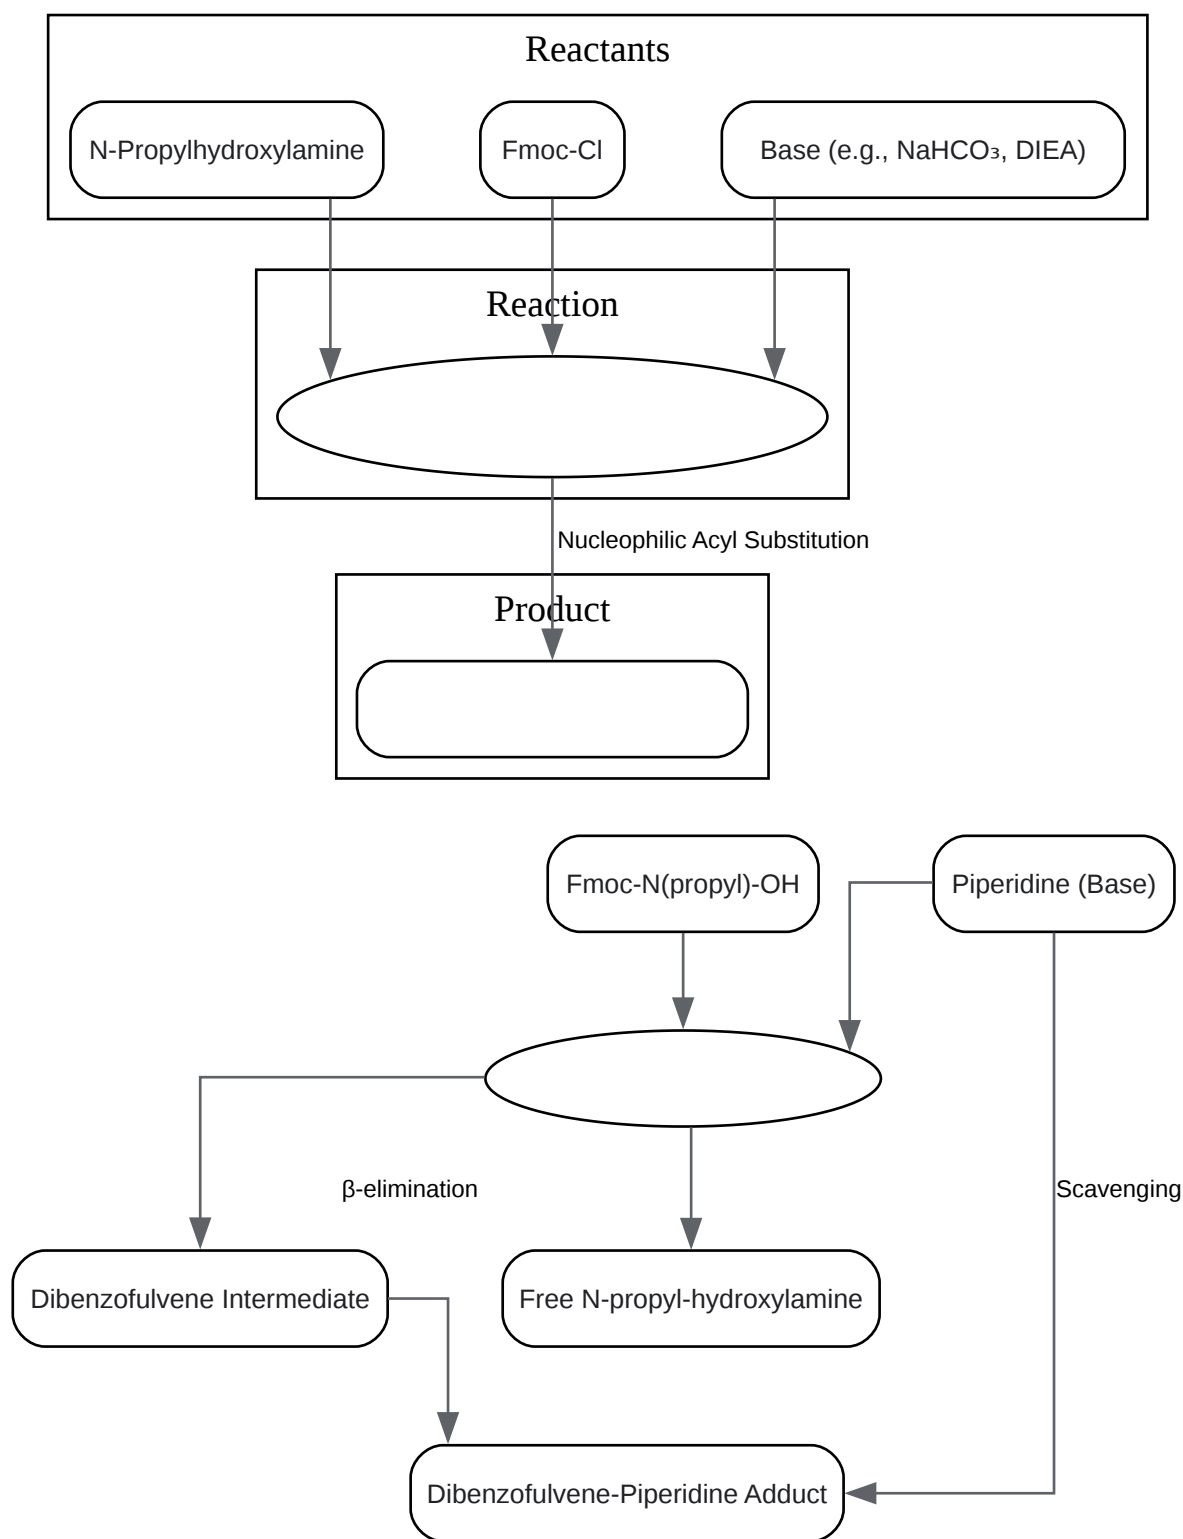 Reactants
N-Propylhydroxylamine
Fmoc-Cl
Base (e.g., NaHCO₃, DIEA)
Reaction
Nucleophilic Acyl Substitution
Product
Fmoc-N(propyl)-OH
Piperidine (Base)
β-elimination
Scavenging
Dibenzofulvene Intermediate
Free N-propyl-hydroxylamine
Dibenzofulvene-Piperidine Adduct